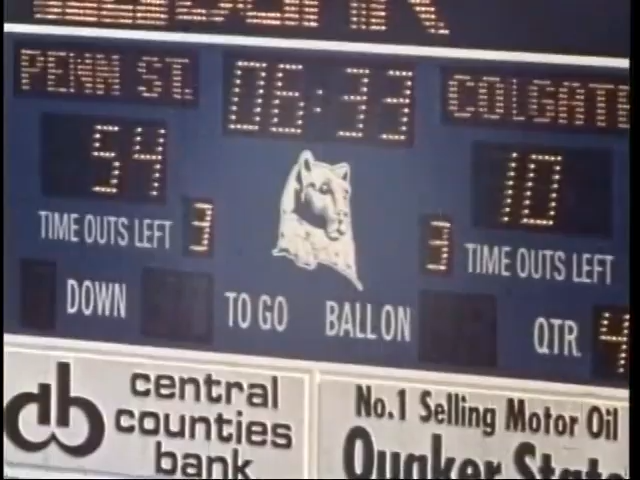 PENN ST. 06:33 COLGATE
54 10
TIME OUTS LEFT 3 3 TIME OUTS LEFT
DOWN TO GO BALL ON QTR 4
central
counties
bank
No.1 Selling Motor Oil
Quaker State